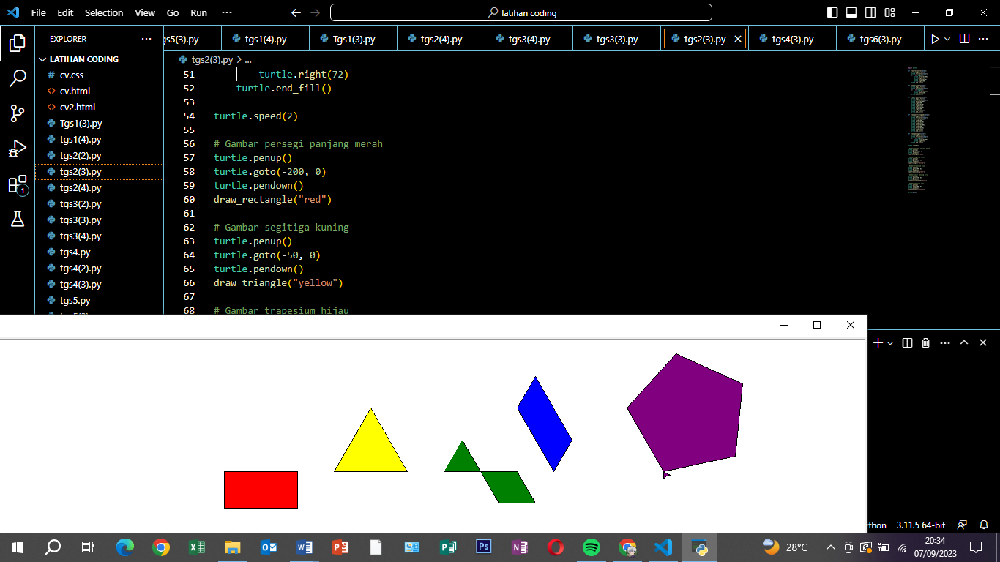 File Edit Selection View Go Run ··· latihan coding
EXPLORER ···
gs5(3).py tgs1(4).py Tgs1(3).py tgs2(4).py tgs3(4).py tgs3(3).py tgs2(3).py tgs4(3).py tgs6(3).py ···
LATIHAN CODING
tgs2(3).py > ...
# cv.css
<> cv.html
<> cv2.html
Tgs1(3).py
tgs1(4).py
tgs2(2).py
tgs2(3).py
tgs2(4).py
tgs3(2).py
tgs3(3).py
tgs3(4).py
tgs4.py
tgs4(2).py
tgs4(3).py
tgs5.py
1
51 turtle.right(72)
52 turtle.end_fill()
53
54 turtle.speed(2)
55
56 # Gambar persegi panjang merah
57 turtle.penup()
58 turtle.goto(-200, 0)
59 turtle.pendown()
60 draw_rectangle("red")
61
62 # Gambar segitiga kuning
63 turtle.penup()
64 turtle.goto(-50, 0)
65 turtle.pendown()
66 draw_triangle("yellow")
67
68 # Gambar trapesium hijau
thon 3.11.5 64-bit
28°C
20:34
07/09/2023